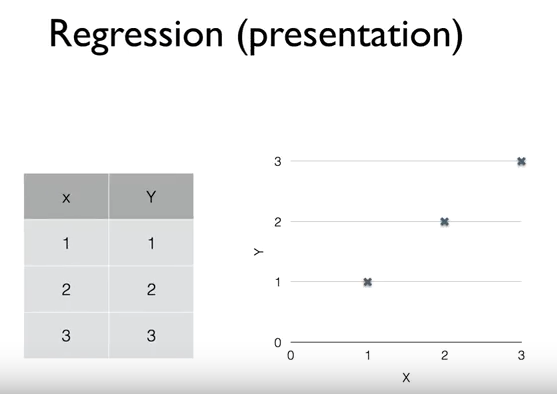 Regression (presentation)
x Y
1 1
2 2
3 3
3
2
1
0
Y
0 1 2 3
X